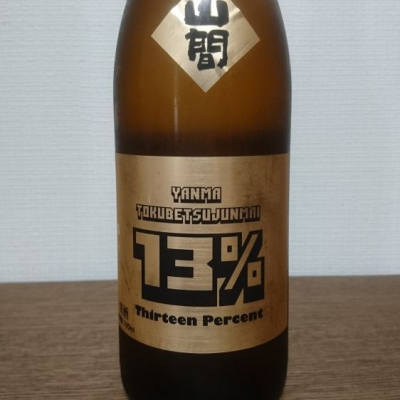 山間
YANMA
TOKUBETSUJUNMAI
13%
Thirteen Percent